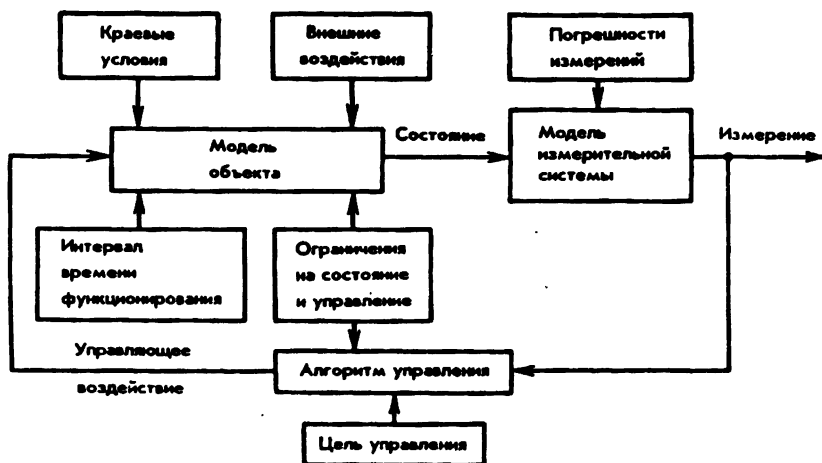 Краевые
условия
Внешние
воздействия
Погрешности
измерений
Модель
объекта
Состояние
Модель
измерительной
системы
Измерение
Интервал
времени
функционирования
Ограничения
на состояние
и управление
Управляющее
воздействие
Алгоритм управления
Цель управления